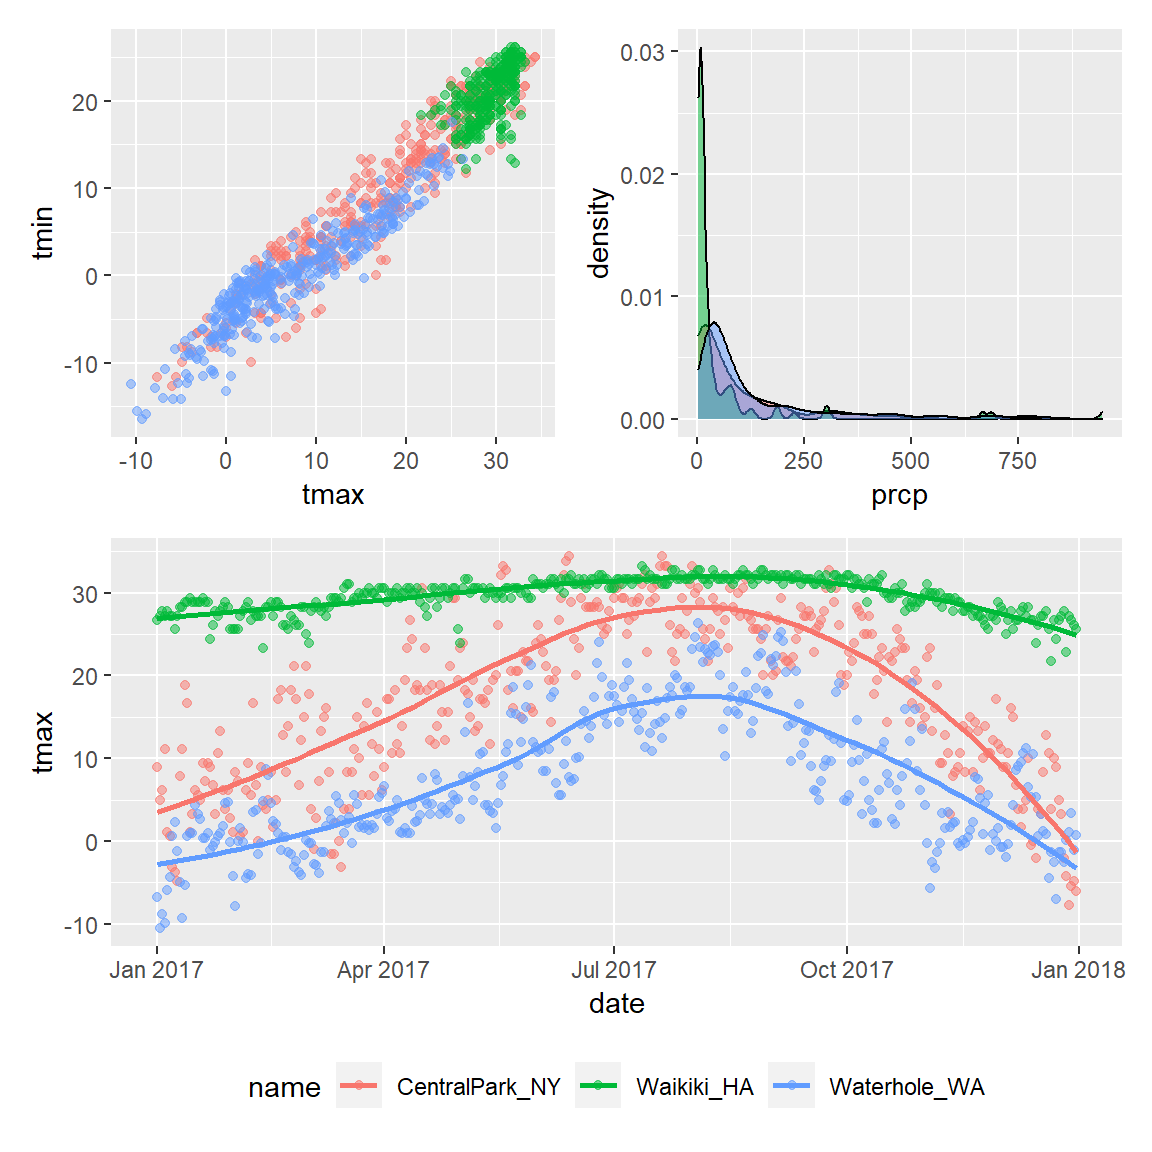 20
10
0
-10
tmin
-10 0 10 20 30
tmax
0.03
0.02
0.01
0.00
density
0 250 500 750
prcp
30
20
10
0
-10
tmax
Jan 2017 Apr 2017 Jul 2017 Oct 2017 Jan 2018
date
name CentralPark_NY Waikiki_HA Waterhole_WA